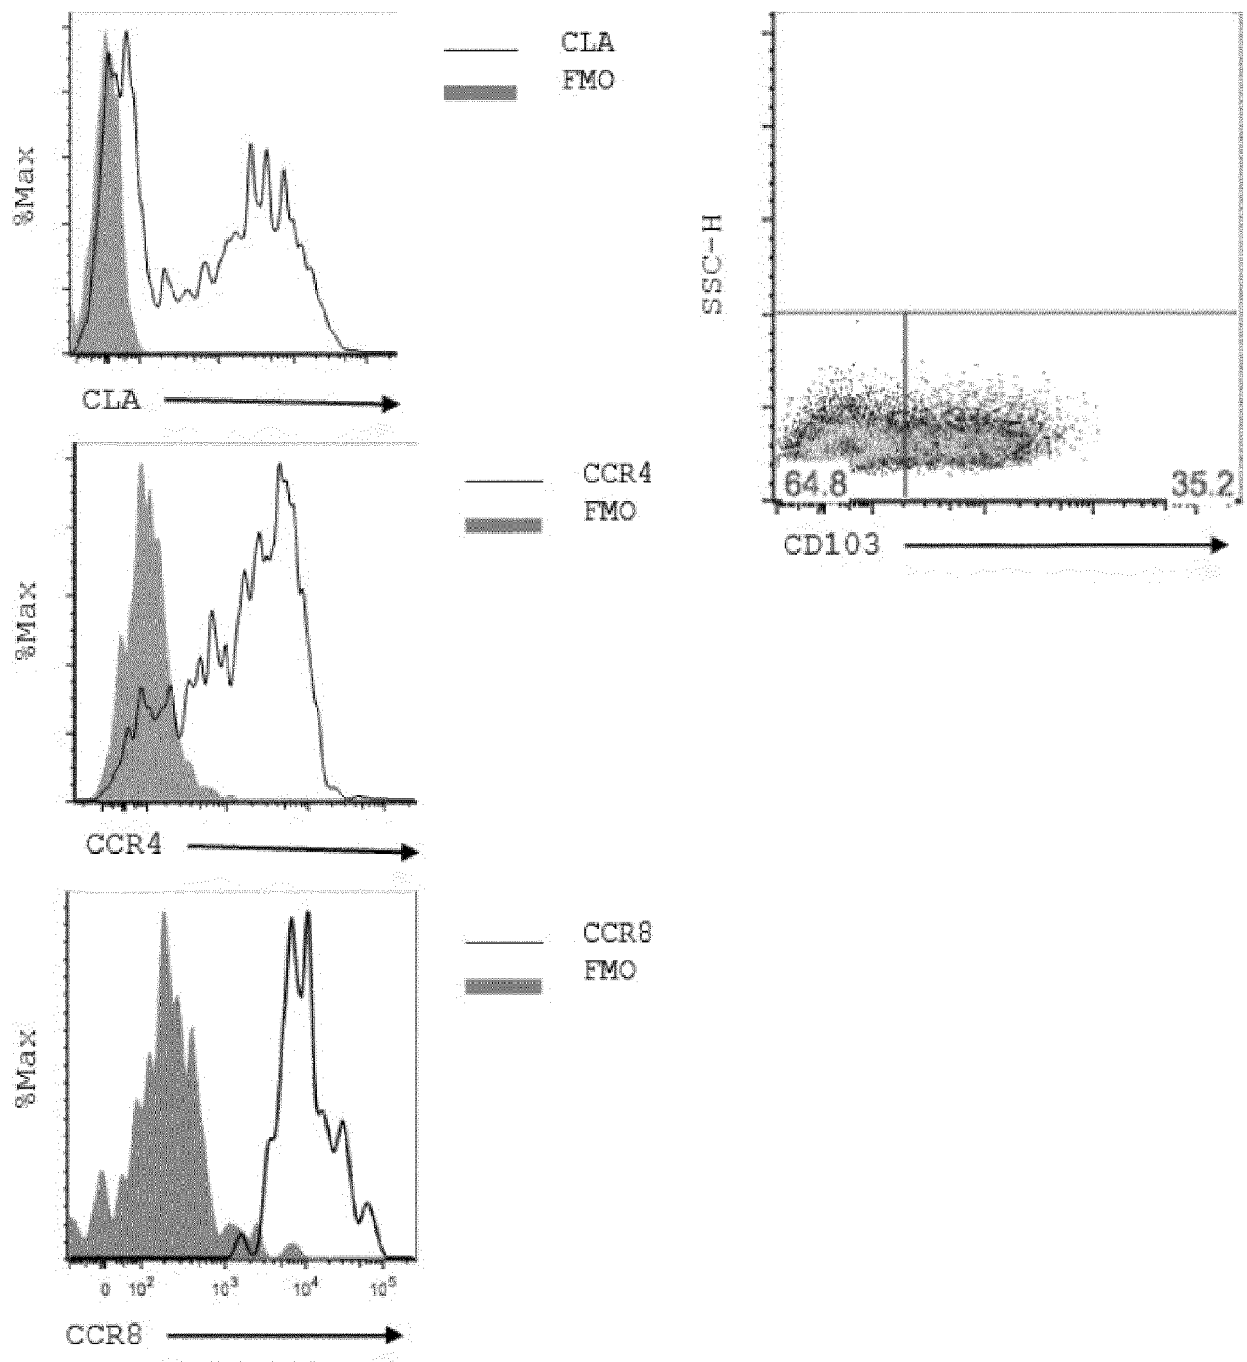 CLA
FMO
%Max
CLA
CCR4
FMO
%Max
CCR4
CCR8
FMO
%Max
0 10² 10³ 10⁴ 10⁵
CCR8
SSC-H
64.8
35.2
CD103